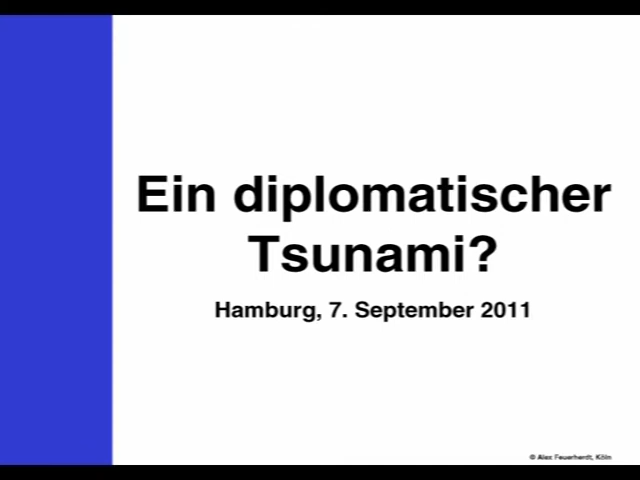 Ein diplomatischer
Tsunami?
Hamburg, 7. September 2011
© Alex Feuerherdt, Köln